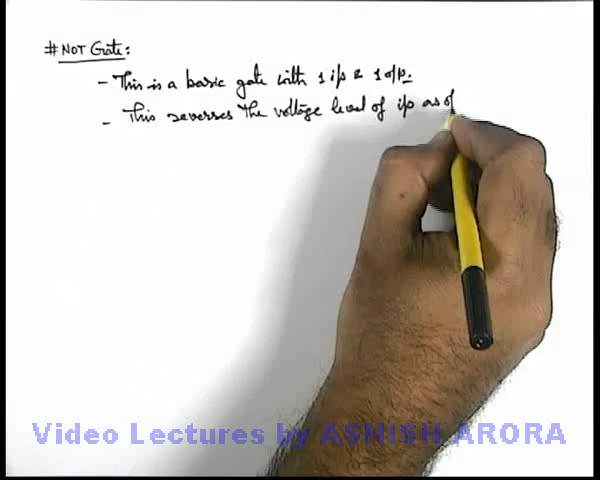 # NOT Gate:
- This is a basic gate with 1 i/p & 1 o/p.
- This reverses the voltage level of i/p as o/
Video Lectures by ASHISH ARORA